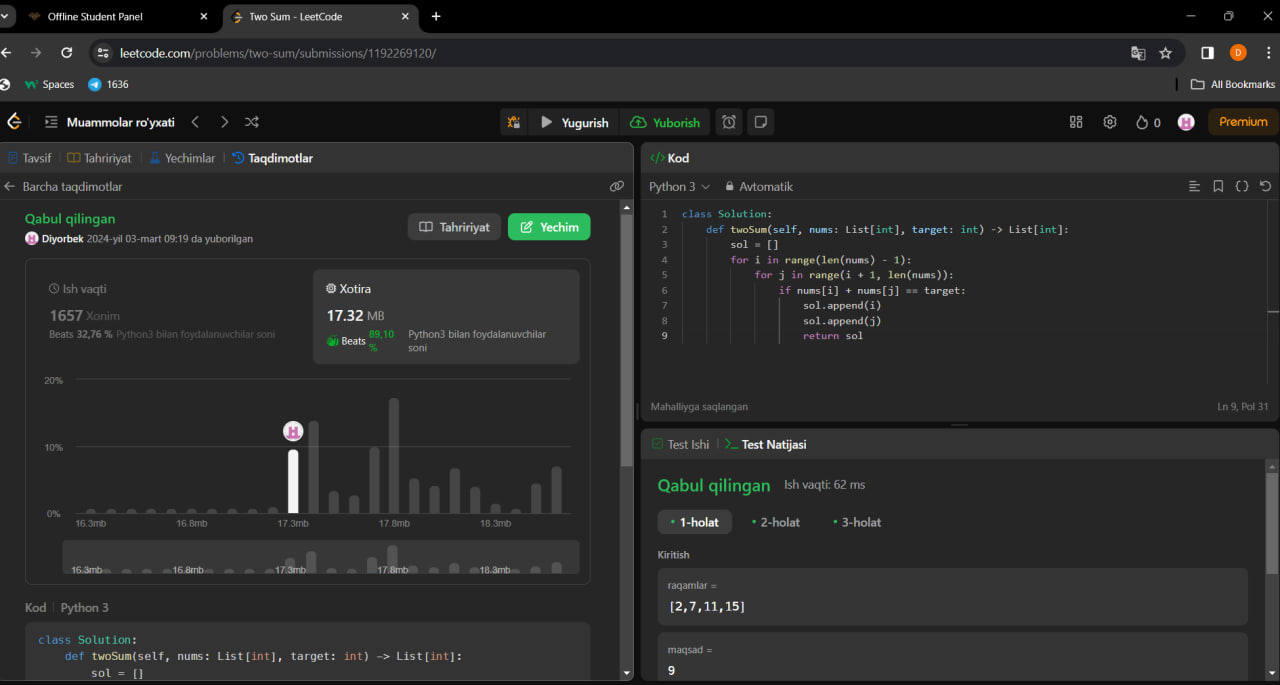 Offline Student Panel
Two Sum - LeetCode
leetcode.com/problems/two-sum/submissions/1192269120/
D
Spaces
1636
All Bookmarks
Muammolar ro'yxati
Yugurish
Yuborish
0
Premium
Tavsif
Tahririyat
Yechimlar
Taqdimotlar
Barcha taqdimotlar
Qabul qilingan
Diyorbek 2024-yil 03-mart 09:19 da yuborilgan
Tahririyat
Yechim
Ish vaqti
1657 Xonim
Beats 32,76 % Python3 bilan foydalanuvchilar soni
Xotira
17.32 MB
Beats 89,10 %
Python3 bilan foydalanuvchilar
soni
20%
10%
0%
16.3mb 16.8mb 17.3mb 17.8mb 18.3mb
16.3mb 16.8mb 17.3mb 17.8mb 18.3mb
Kod Python 3
class Solution:
def twoSum(self, nums: List[int], target: int) -> List[int]:
sol = []
Kod
Python 3 Avtomatik
1 class Solution:
2 def twoSum(self, nums: List[int], target: int) -> List[int]:
3 sol = []
4 for i in range(len(nums) - 1):
5 for j in range(i + 1, len(nums)):
6 if nums[i] + nums[j] == target:
7 sol.append(i)
8 sol.append(j)
9 return sol
Mahalliyga saqlangan
Ln 9, Pol 31
Test Ishi
Test Natijasi
Qabul qilingan Ish vaqti: 62 ms
1-holat 2-holat 3-holat
Kiritish
raqamlar =
[2,7,11,15]
maqsad =
9